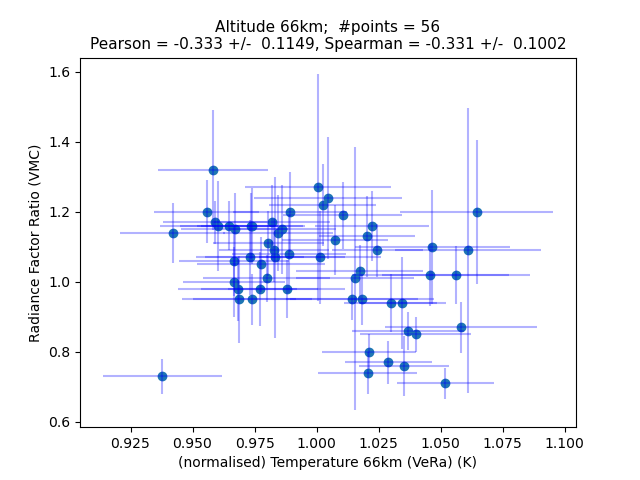 Altitude 66km;  #points = 56
Pearson = -0.333 +/-  0.1149, Spearman = -0.331 +/-  0.1002
1.6
1.4
1.2
1.0
0.8
0.6
Radiance Factor Ratio (VMC)
0.925 0.950 0.975 1.000 1.025 1.050 1.075 1.100
(normalised) Temperature 66km (VeRa) (K)